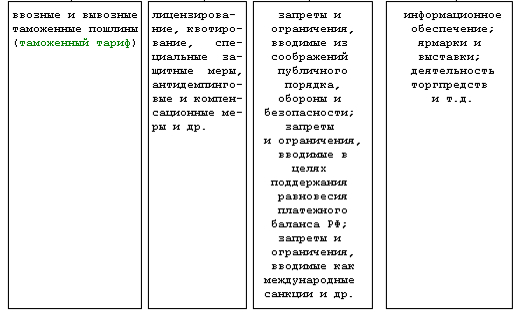 ввозные и вывозные
таможенные пошлины
(таможенный тариф)
лицензирова-
ние, квотиро-
вание, спе-
циальные за-
щитные меры,
антидемпинго-
вые и компен-
сационные ме-
ры и др.
запреты и
ограничения,
вводимые из
соображений
публичного
порядка,
обороны и
безопасности;
запреты
и ограничения,
вводимые в
целях
поддержания
равновесия
платежного
баланса РФ;
запреты и
ограничения,
вводимые как
международные
санкции и др.
информационное
обеспечение;
ярмарки и
выставки;
деятельность
торгпредств
и т.д.